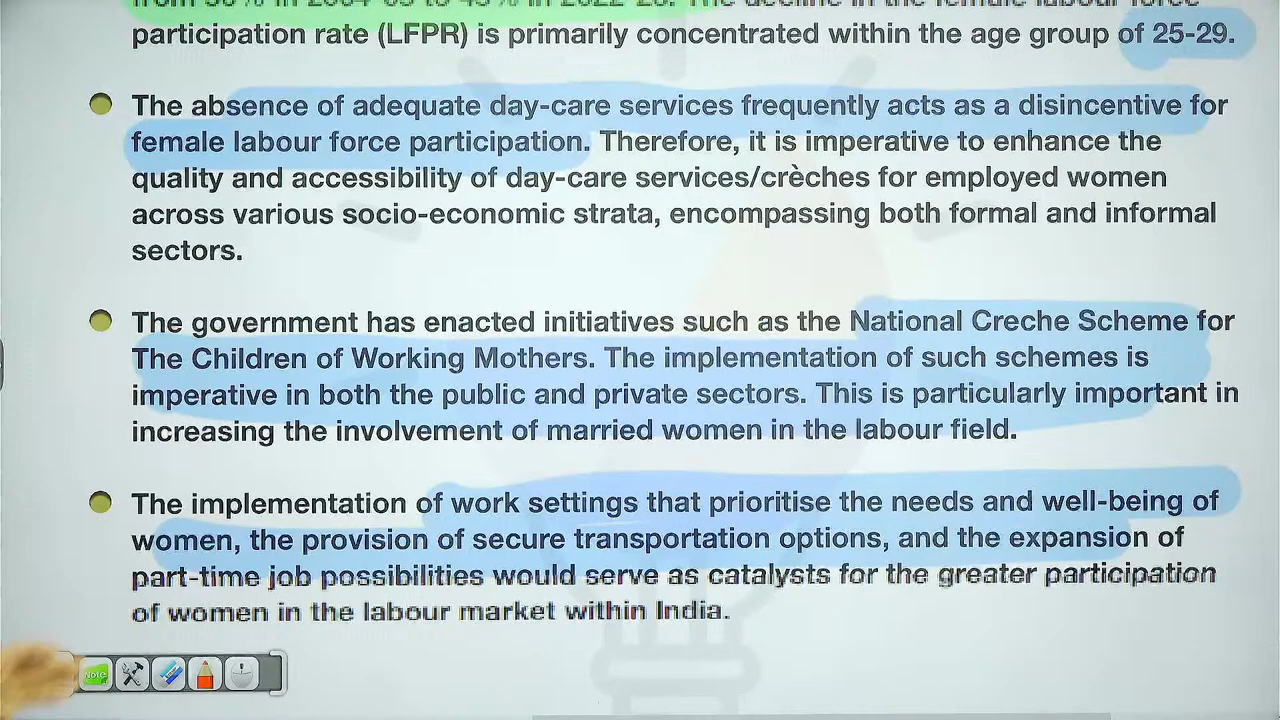 participation rate (LFPR) is primarily concentrated within the age group of 25-29.
The absence of adequate day-care services frequently acts as a disincentive for
female labour force participation. Therefore, it is imperative to enhance the
quality and accessibility of day-care services/crèches for employed women
across various socio-economic strata, encompassing both formal and informal
sectors.
The government has enacted initiatives such as the National Creche Scheme for
The Children of Working Mothers. The implementation of such schemes is
imperative in both the public and private sectors. This is particularly important in
increasing the involvement of married women in the labour field.
The implementation of work settings that prioritise the needs and well-being of
women, the provision of secure transportation options, and the expansion of
part-time job possibilities would serve as catalysts for the greater participation
of women in the labour market within India.
Note